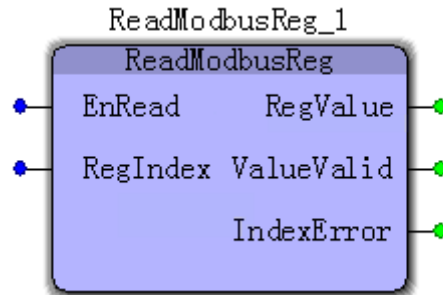 ReadModbusReg_1
ReadModbusReg
EnRead RegValue
RegIndex ValueValid
IndexError